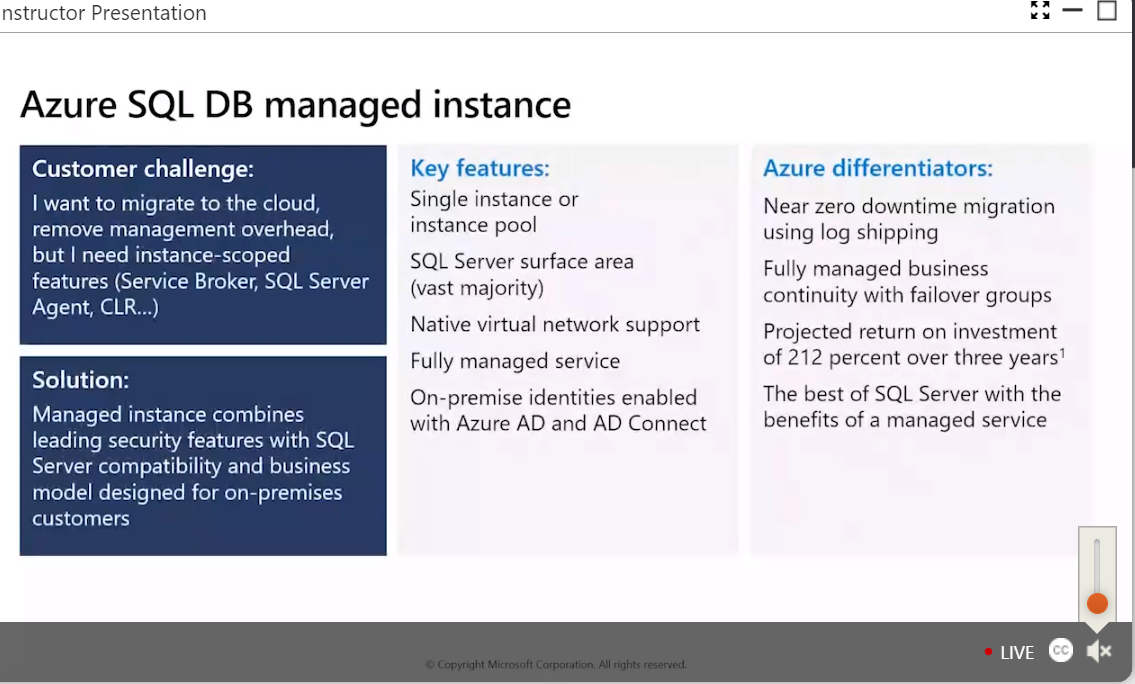 nstructor Presentation
Azure SQL DB managed instance
Customer challenge:
I want to migrate to the cloud,
remove management overhead,
but I need instance-scoped
features (Service Broker, SQL Server
Agent, CLR...)
Solution:
Managed instance combines
leading security features with SQL
Server compatibility and business
model designed for on-premises
customers
Key features:
Single instance or
instance pool
SQL Server surface area
(vast majority)
Native virtual network support
Fully managed service
On-premise identities enabled
with Azure AD and AD Connect
Azure differentiators:
Near zero downtime migration
using log shipping
Fully managed business
continuity with failover groups
Projected return on investment
of 212 percent over three years¹
The best of SQL Server with the
benefits of a managed service
© Copyright Microsoft Corporation. All rights reserved.
LIVE
CC